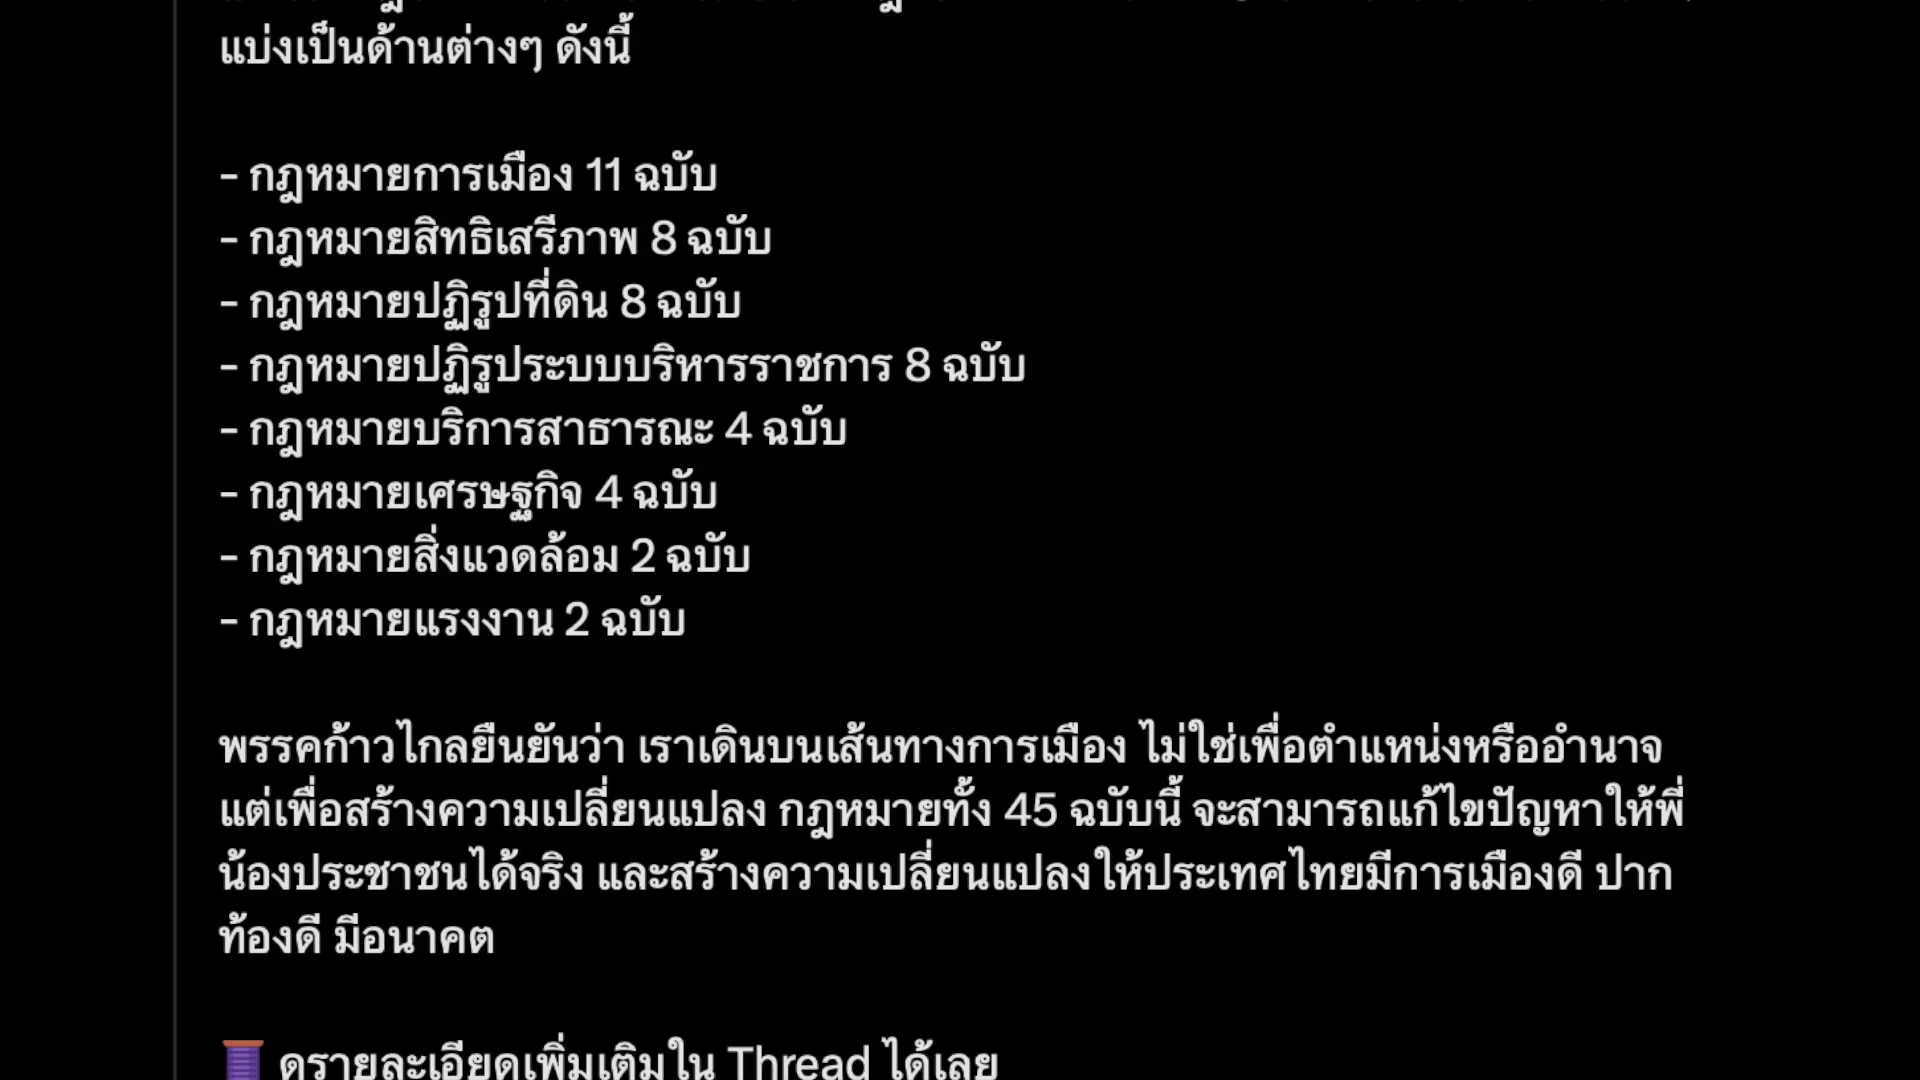 แบ่งเป็นด้านต่างๆ ดังนี้
- กฎหมายการเมือง 11 ฉบับ
- กฎหมายสิทธิเสรีภาพ 8 ฉบับ
- กฎหมายปฏิรูปที่ดิน 8 ฉบับ
- กฎหมายปฏิรูประบบบริหารราชการ 8 ฉบับ
- กฎหมายบริการสาธารณะ 4 ฉบับ
- กฎหมายเศรษฐกิจ 4 ฉบับ
- กฎหมายสิ่งแวดล้อม 2 ฉบับ
- กฎหมายแรงงาน 2 ฉบับ
พรรคก้าวไกลยืนยันว่า เราเดินบนเส้นทางการเมือง ไม่ใช่เพื่อตำแหน่งหรืออำนาจ
แต่เพื่อสร้างความเปลี่ยนแปลง กฎหมายทั้ง 45 ฉบับนี้ จะสามารถแก้ไขปัญหาให้พี่
น้องประชาชนได้จริง และสร้างความเปลี่ยนแปลงให้ประเทศไทยมีการเมืองดี ปาก
ท้องดี มีอนาคต
ดูรายละเอียดเพิ่มเติมใน Thread ได้เลย